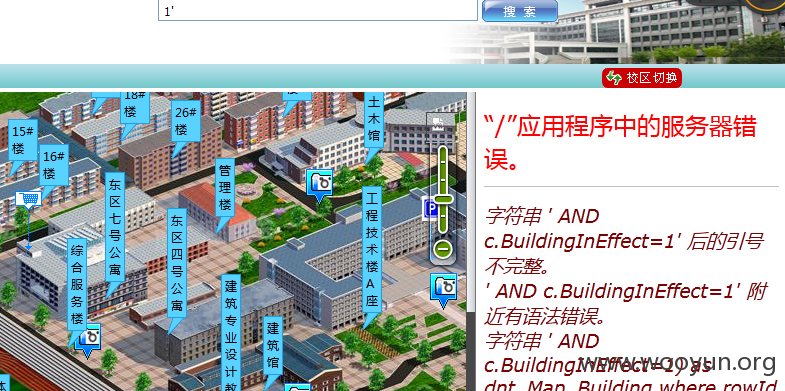 1'
搜 索
校区切换
"/"应用程序中的服务器错
误。
字符串 ' AND
c.BuildingInEffect=1' 后的引号
不完整。
' AND c.BuildingInEffect=1' 附
近有语法错误。
字符串 ' AND
c.BuildingInEffect=1) as
dnt_Map_Building where rowId
www.wooyun.org
18#
楼
26#
楼
15#
楼
16#
楼
土木馆
管理楼
东区七号公寓
东区四号公寓
工程技术楼A座
综合服务楼
建筑专业设计教
建筑馆
P